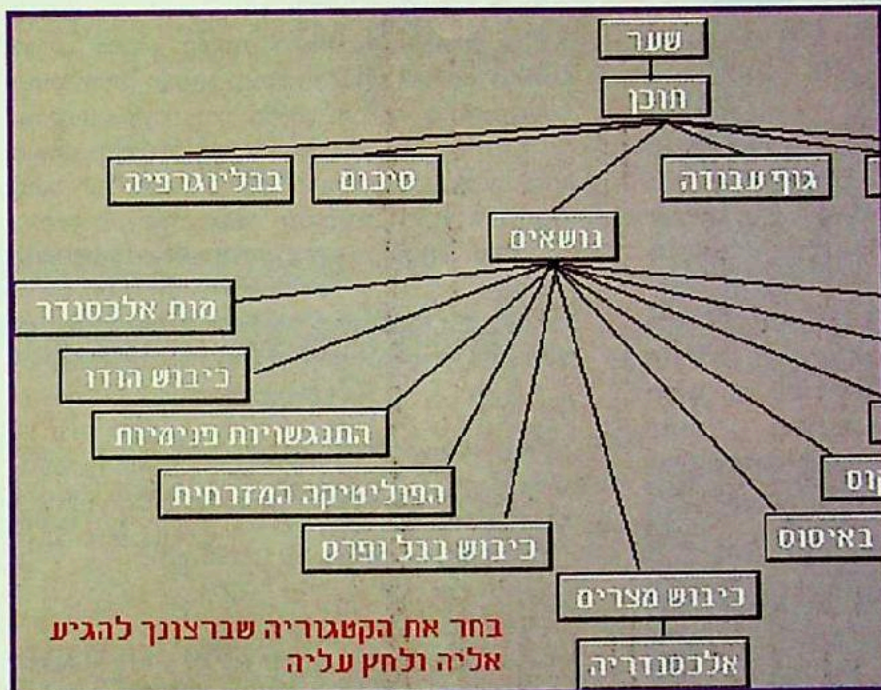 שער
תוכן
גוף עבודה
סיכום
בבליוגרפיה
נושאים
מות אלכסנדר
כיבוש הודו
התנגשויות פנימיות
הפוליטיקה המזרחית
כיבוש בבל ופרס
באיסוס
כיבוש מצרים
אלכסנדריה
בחר את הקטגוריה שברצונך להגיע
אליה ולחץ עליה